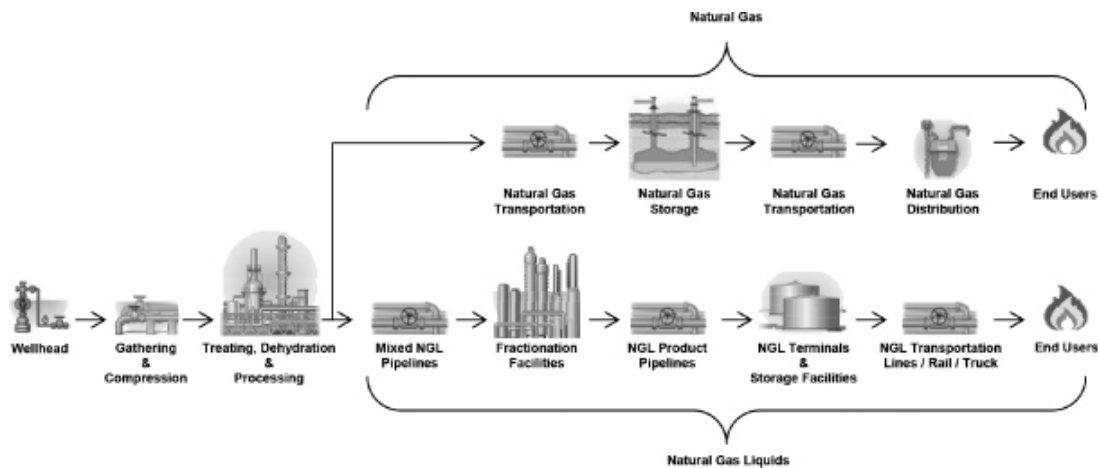 Natural Gas
Natural Gas
Transportation
Natural Gas
Storage
Natural Gas
Transportation
Natural Gas
Distribution
End Users
Wellhead
Gathering
&
Compression
Treating, Dehydration
&
Processing
Mixed NGL
Pipelines
Fractionation
Facilities
NGL Product
Pipelines
NGL Terminals
&
Storage Facilities
NGL Transportation
Lines / Rail / Truck
End Users
Natural Gas Liquids